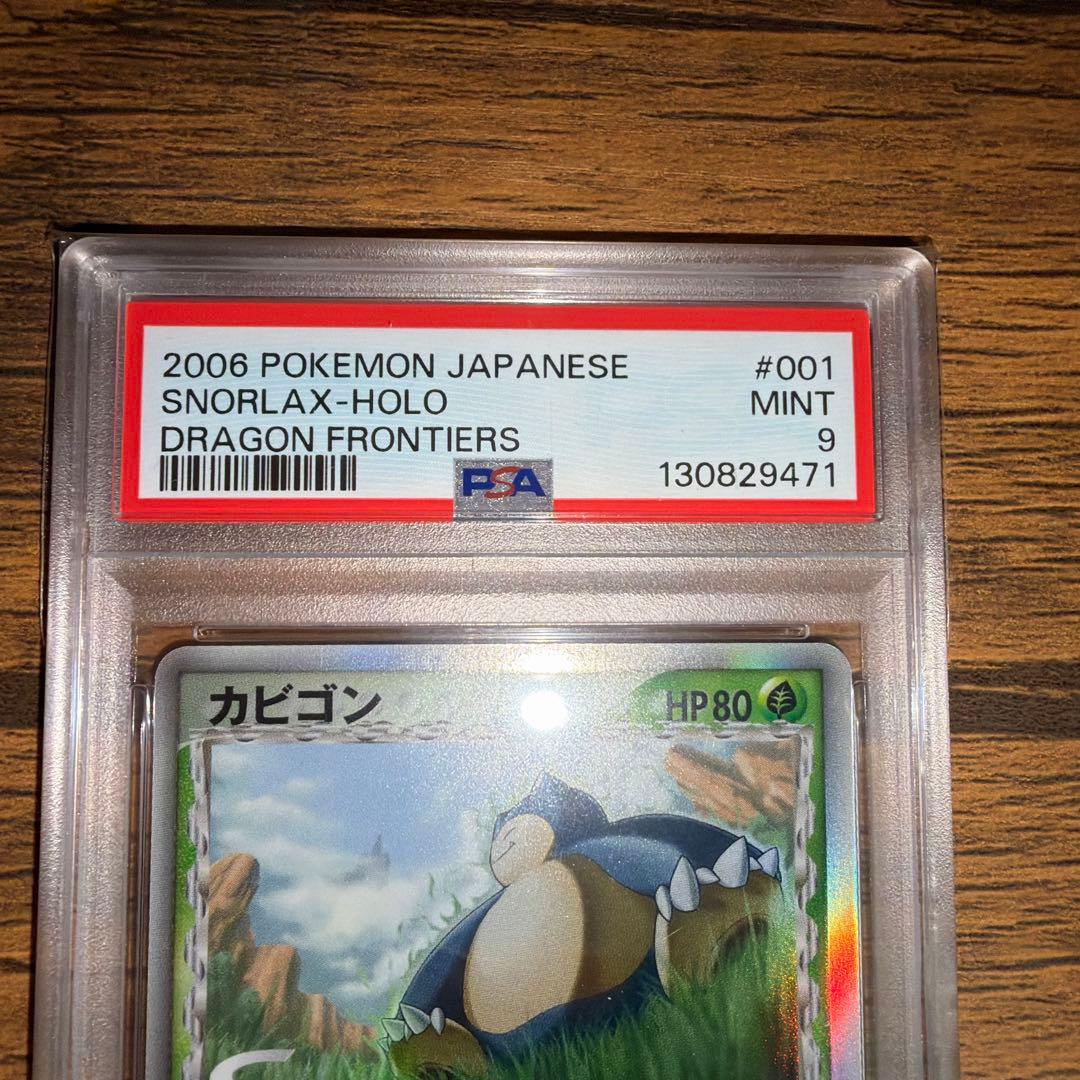 2006 POKEMON JAPANESE #001
SNORLAX-HOLO MINT
DRAGON FRONTIERS 9
PSA 130829471
カビゴン HP80